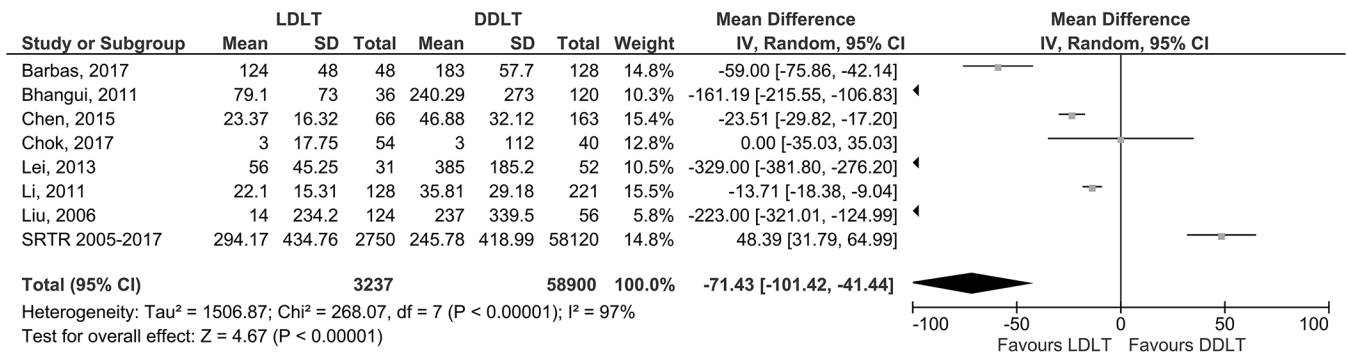 LDLT DDLT Mean Difference Mean Difference
Study or Subgroup Mean SD Total Mean SD Total Weight IV, Random, 95% CI IV, Random, 95% CI
Barbas, 2017 124 48 48 183 57.7 128 14.8% -59.00 [-75.86, -42.14]
Bhangui, 2011 79.1 73 36 240.29 273 120 10.3% -161.19 [-215.55, -106.83]
Chen, 2015 23.37 16.32 66 46.88 32.12 163 15.4% -23.51 [-29.82, -17.20]
Chok, 2017 3 17.75 54 3 112 40 12.8% 0.00 [-35.03, 35.03]
Lei, 2013 56 45.25 31 385 185.2 52 10.5% -329.00 [-381.80, -276.20]
Li, 2011 22.1 15.31 128 35.81 29.18 221 15.5% -13.71 [-18.38, -9.04]
Liu, 2006 14 234.2 124 237 339.5 56 5.8% -223.00 [-321.01, -124.99]
SRTR 2005-2017 294.17 434.76 2750 245.78 418.99 58120 14.8% 48.39 [31.79, 64.99]
Total (95% CI) 3237 58900 100.0% -71.43 [-101.42, -41.44]
Heterogeneity: Tau² = 1506.87; Chi² = 268.07, df = 7 (P < 0.00001); I² = 97%
Test for overall effect: Z = 4.67 (P < 0.00001)
-100 -50 0 50 100
Favours LDLT Favours DDLT